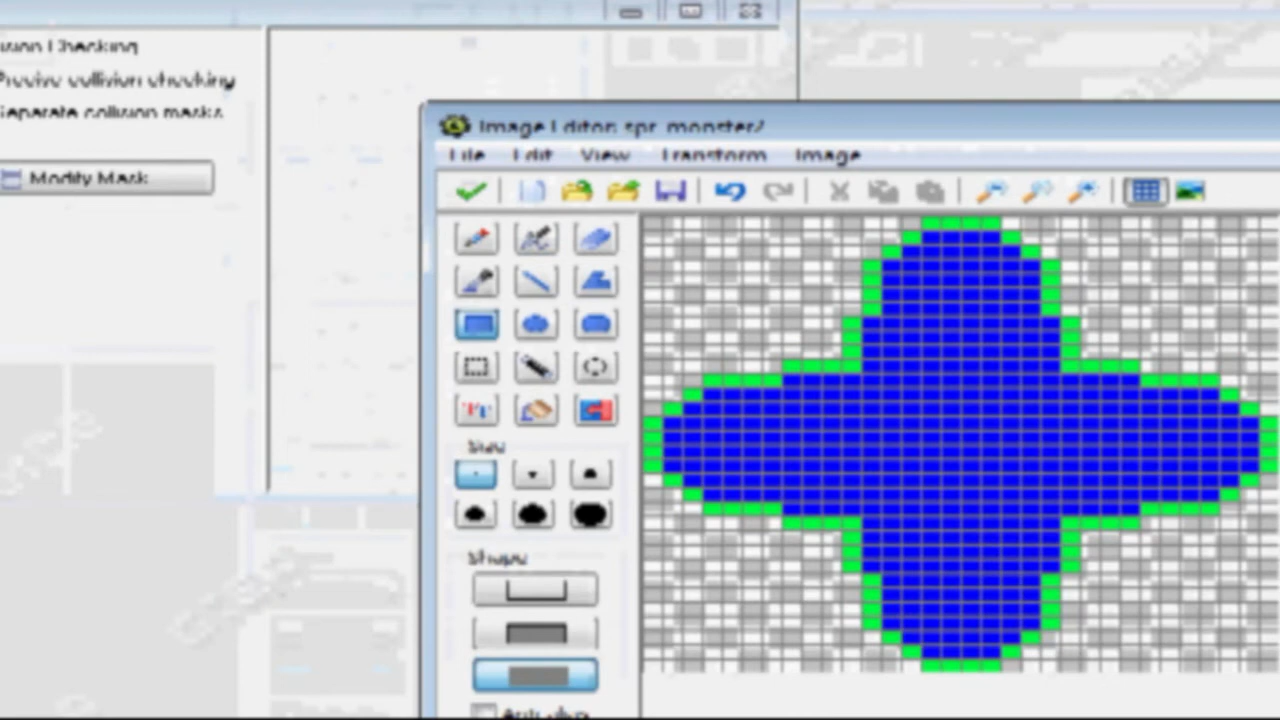 Precise collision checking
Separate collision masks
Modify Mask
Image Editor: spr_monster2
File Edit View Transform Image
Size
Shape